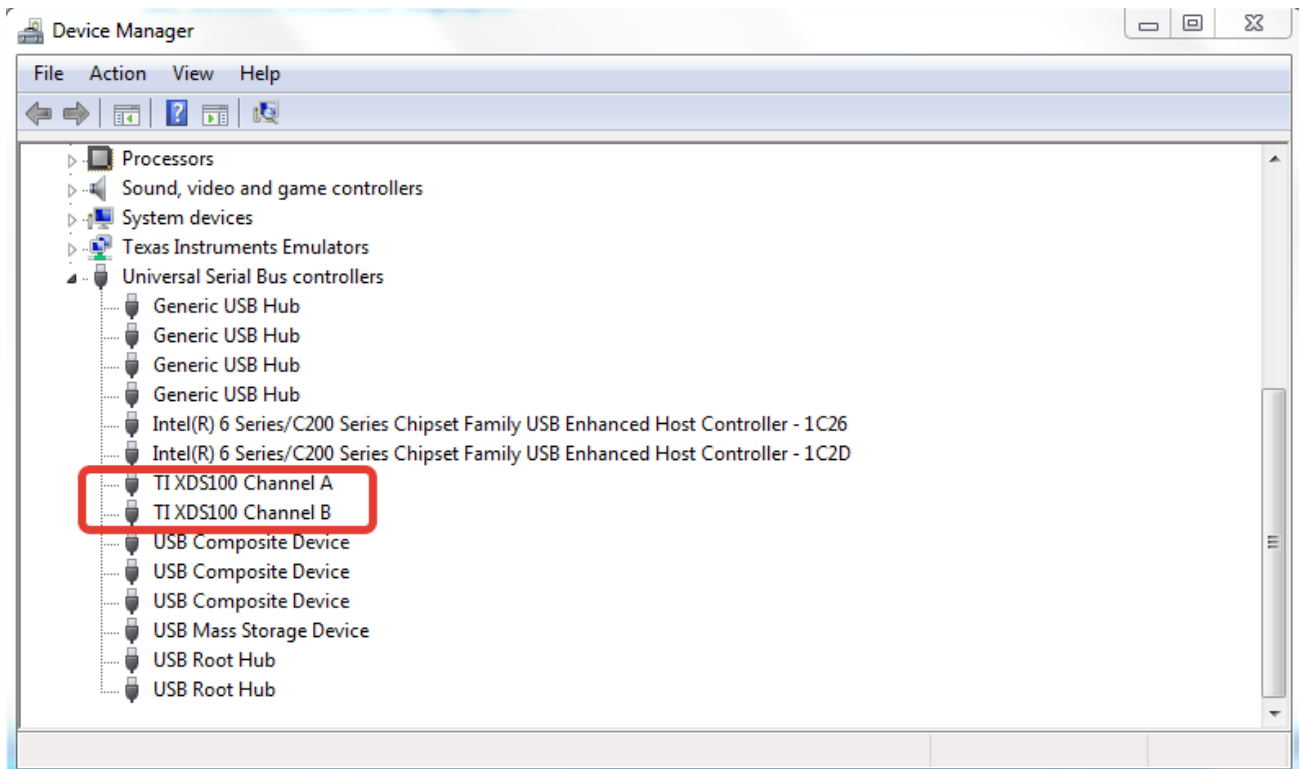 Device Manager
File Action View Help
Processors
Sound, video and game controllers
System devices
Texas Instruments Emulators
Universal Serial Bus controllers
Generic USB Hub
Generic USB Hub
Generic USB Hub
Generic USB Hub
Intel(R) 6 Series/C200 Series Chipset Family USB Enhanced Host Controller - 1C26
Intel(R) 6 Series/C200 Series Chipset Family USB Enhanced Host Controller - 1C2D
TI XDS100 Channel A
TI XDS100 Channel B
USB Composite Device
USB Composite Device
USB Composite Device
USB Mass Storage Device
USB Root Hub
USB Root Hub